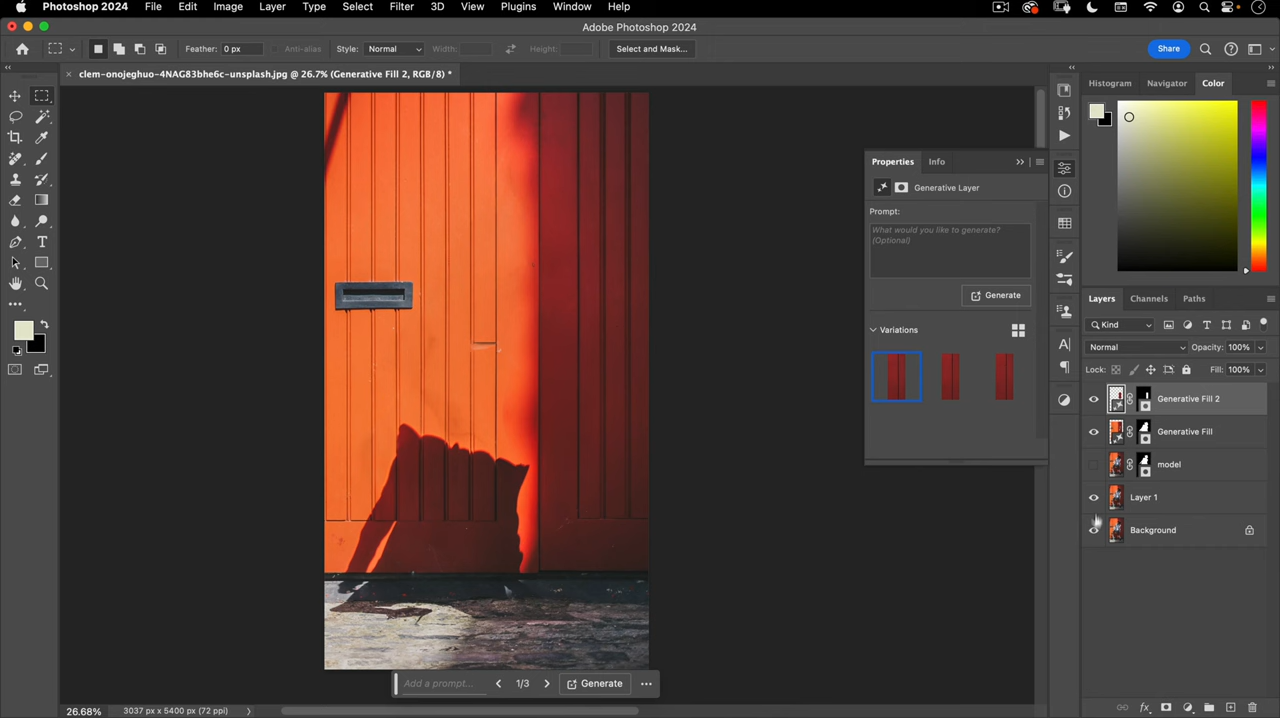 Photoshop 2024 File Edit Image Layer Type Select Filter 3D View Plugins Window Help
Adobe Photoshop 2024
Feather: 0 px Anti-alias Style: Normal Width: Height: Select and Mask... Share
clem-onojeghuo-4NAG83bhe6c-unsplash.jpg @ 26.7% (Generative Fill 2, RGB/8) *
Histogram Navigator Color
Properties Info
Generative Layer
Prompt:
What would you like to generate?
(Optional)
Generate
Variations
Layers Channels Paths
Kind
Normal Opacity: 100%
Lock: Fill: 100%
Generative Fill 2
Generative Fill
model
Layer 1
Background
Add a prompt... 1/3 Generate
26.68% 3037 px x 5400 px (72 ppi)